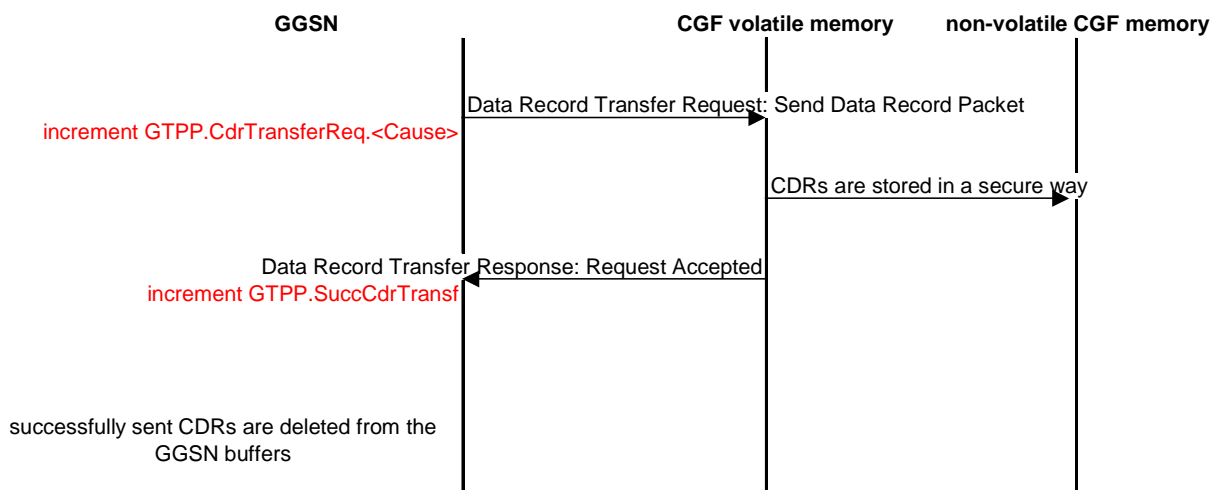 GGSN
CGF volatile memory
non-volatile CGF memory
Data Record Transfer Request: Send Data Record Packet
increment GTPP.CdrTransferReq.<Cause>
CDRs are stored in a secure way
Data Record Transfer Response: Request Accepted
increment GTPP.SuccCdrTransf
successfully sent CDRs are deleted from the
GGSN buffers